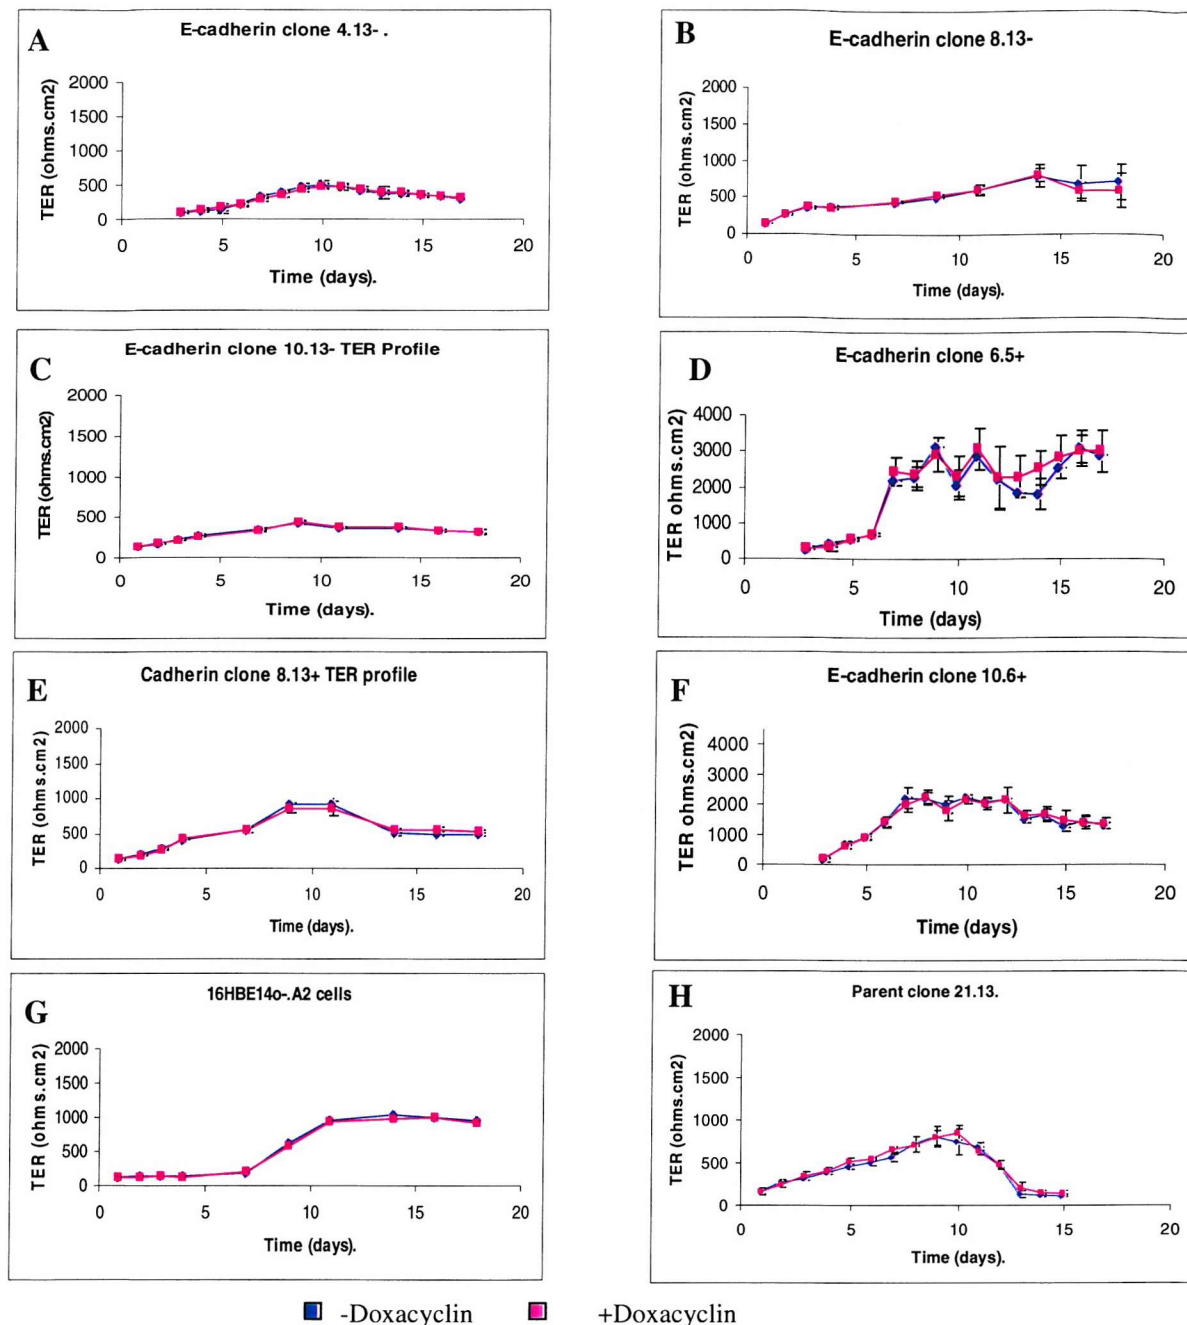 A
E-cadherin clone 4.13- .
TER (ohms.cm2)
2000
1500
1000
500
0
0 5 10 15 20
Time (days).
B
E-cadherin clone 8.13-
TER (ohms.cm2)
2000
1500
1000
500
0
0 5 10 15 20
Time (days).
C
E-cadherin clone 10.13- TER Profile
TER (ohms.cm2)
2000
1500
1000
500
0
0 5 10 15 20
Time (days).
D
E-cadherin clone 6.5+
TER ohms.cm2)
4000
3000
2000
1000
0
0 5 10 15 20
Time (days)
E
Cadherin clone 8.13+ TER profile
TER (ohms.cm2)
2000
1500
1000
500
0
0 5 10 15 20
Time (days).
F
E-cadherin clone 10.6+
TER ohms.cm2)
4000
3000
2000
1000
0
0 5 10 15 20
Time (days)
G
16HBE14o-.A2 cells
TER (ohms.cm2)
2000
1500
1000
500
0
0 5 10 15 20
Time (days).
H
Parent clone 21.13.
TER (ohms.cm2)
2000
1500
1000
500
0
0 5 10 15 20
Time (days).
-Doxacyclin +Doxacyclin